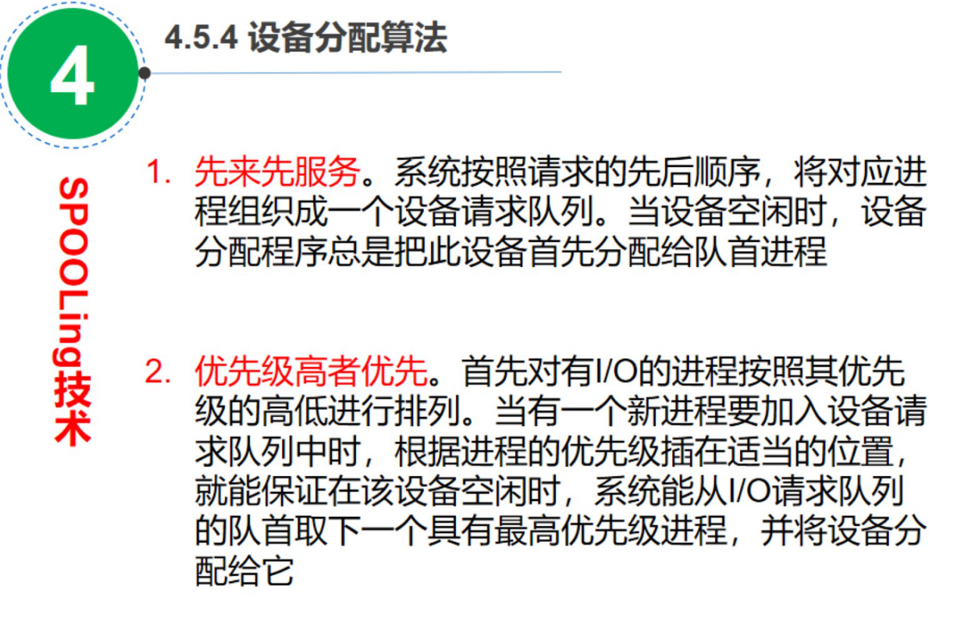 4
4.5.4 设备分配算法
SPOOLing技术
1. 先来先服务。系统按照请求的先后顺序，将对应进
程组织成一个设备请求队列。当设备空闲时，设备
分配程序总是把此设备首先分配给队首进程
2. 优先级高者优先。首先对有I/O的进程按照其优先
级的高低进行排列。当有一个新进程要加入设备请
求队列中时，根据进程的优先级插在适当的位置，
就能保证在该设备空闲时，系统能从I/O请求队列
的队首取下一个具有最高优先级进程，并将设备分
配给它